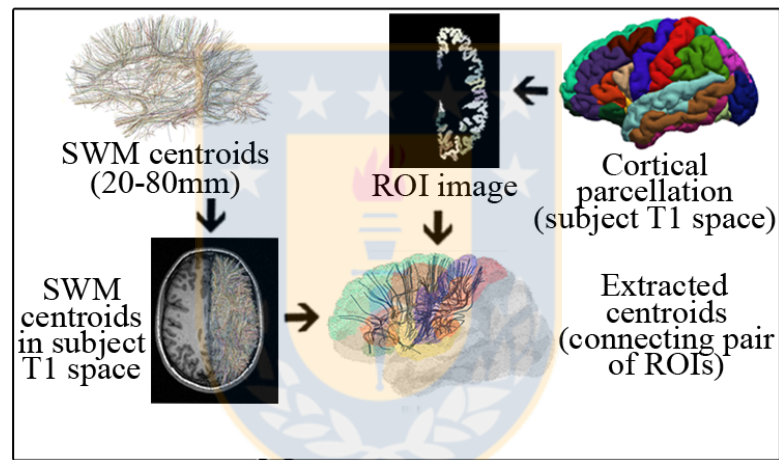 SWM centroids
(20-80mm)
ROI image
Cortical
parcellation
(subject T1 space)
SWM
centroids
in subject
T1 space
Extracted
centroids
(connecting pair
of ROIs)